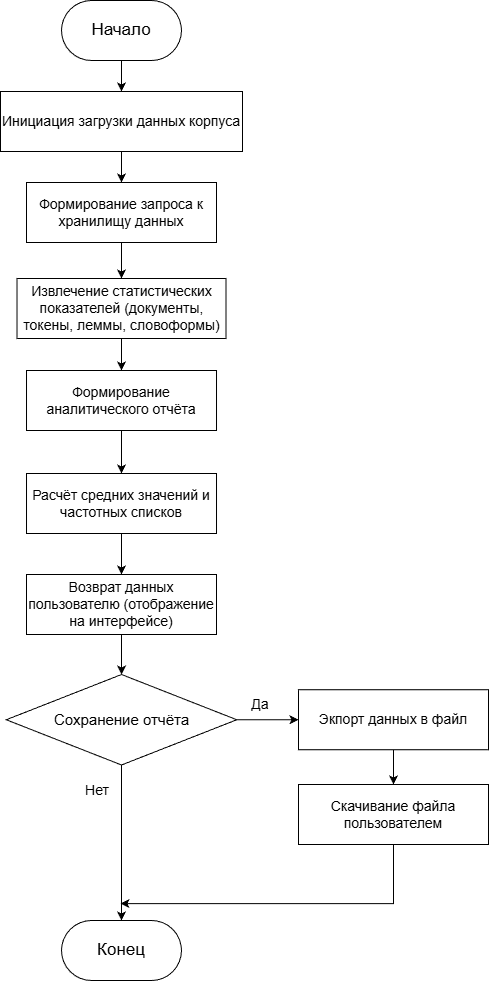 Начало
Инициация загрузки данных корпуса
Формирование запроса к
хранилищу данных
Извлечение статистических
показателей (документы,
токены, леммы, словоформы)
Формирование
аналитического отчёта
Расчёт средних значений и
частотных списков
Возврат данных
пользователю (отображение
на интерфейсе)
Сохранение отчёта
Да
Экпорт данных в файл
Нет
Скачивание файла
пользователем
Конец